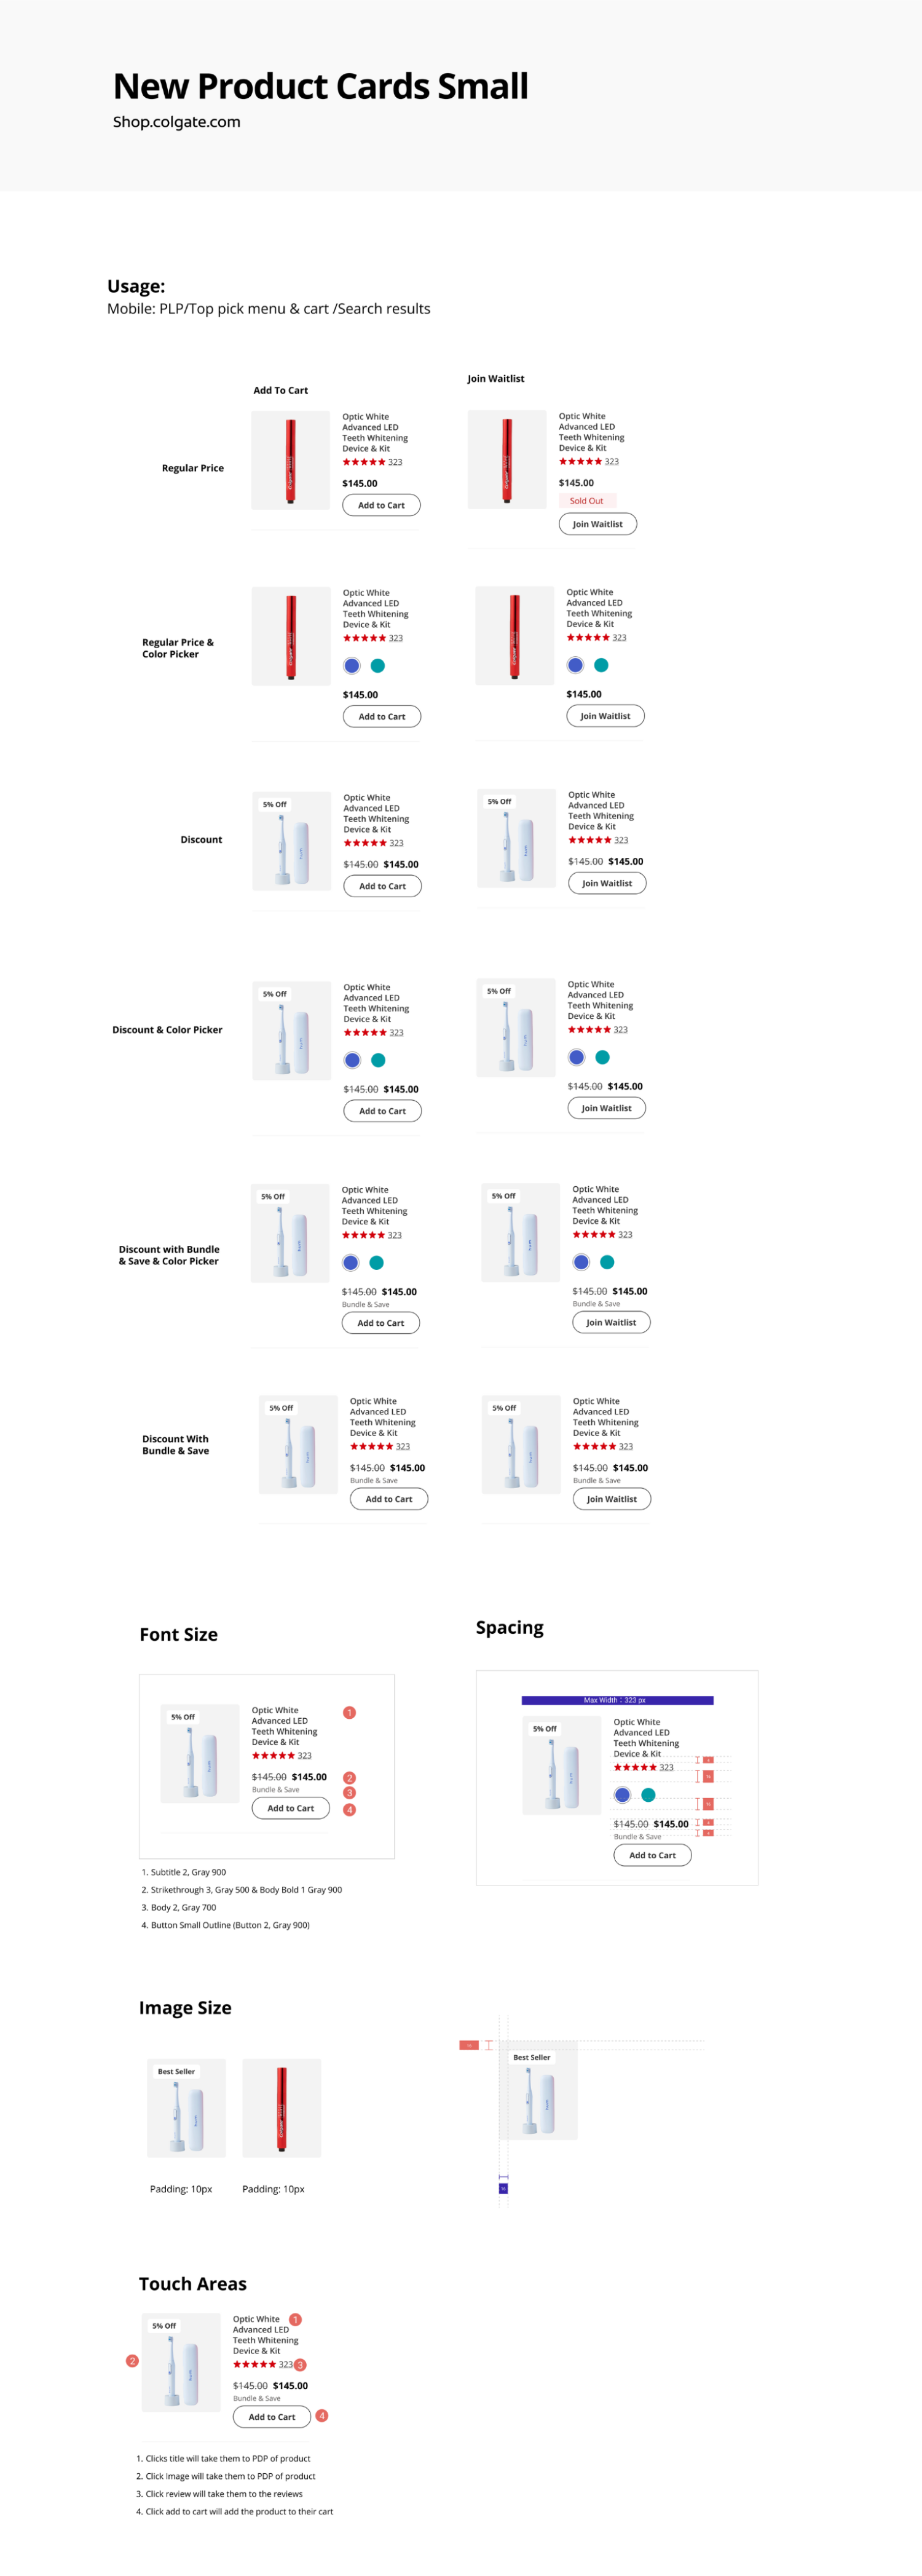 New Product Cards Small
Shop.colgate.com
Usage:
Mobile: PLP/Top pick menu & cart /Search results
Add To Cart
Join Waitlist
Regular Price
Optic White
Advanced LED
Teeth Whitening
Device & Kit
323
$145.00
Add to Cart
Optic White
Advanced LED
Teeth Whitening
Device & Kit
323
$145.00
Sold Out
Join Waitlist
Regular Price &
Color Picker
Optic White
Advanced LED
Teeth Whitening
Device & Kit
323
$145.00
Add to Cart
Optic White
Advanced LED
Teeth Whitening
Device & Kit
323
$145.00
Join Waitlist
Discount
5% Off
Optic White
Advanced LED
Teeth Whitening
Device & Kit
323
$145.00 $145.00
Add to Cart
5% Off
Optic White
Advanced LED
Teeth Whitening
Device & Kit
323
$145.00 $145.00
Join Waitlist
Discount & Color Picker
5% Off
Optic White
Advanced LED
Teeth Whitening
Device & Kit
323
$145.00 $145.00
Add to Cart
5% Off
Optic White
Advanced LED
Teeth Whitening
Device & Kit
323
$145.00 $145.00
Join Waitlist
Discount with Bundle
& Save & Color Picker
5% Off
Optic White
Advanced LED
Teeth Whitening
Device & Kit
323
$145.00 $145.00
Bundle & Save
Add to Cart
5% Off
Optic White
Advanced LED
Teeth Whitening
Device & Kit
323
$145.00 $145.00
Bundle & Save
Join Waitlist
Discount With
Bundle & Save
5% Off
Optic White
Advanced LED
Teeth Whitening
Device & Kit
323
$145.00 $145.00
Bundle & Save
Add to Cart
5% Off
Optic White
Advanced LED
Teeth Whitening
Device & Kit
323
$145.00 $145.00
Bundle & Save
Join Waitlist
Font Size
5% Off
Optic White
Advanced LED
Teeth Whitening
Device & Kit
323
$145.00 $145.00
Bundle & Save
Add to Cart
1
2
3
4
1. Subtitle 2, Gray 900
2. Strikethrough 3, Gray 500 & Body Bold 1 Gray 900
3. Body 2, Gray 700
4. Button Small Outline (Button 2, Gray 900)
Spacing
Max Width : 323 px
5% Off
Optic White
Advanced LED
Teeth Whitening
Device & Kit
323
$145.00 $145.00
Bundle & Save
Add to Cart
Image Size
Best Seller
Padding: 10px
Padding: 10px
Best Seller
Touch Areas
5% Off
Optic White
Advanced LED
Teeth Whitening
Device & Kit
323
$145.00 $145.00
Bundle & Save
Add to Cart
1
2
3
4
1. Clicks title will take them to PDP of product
2. Click Image will take them to PDP of product
3. Click review will take them to the reviews
4. Click add to cart will add the product to their cart